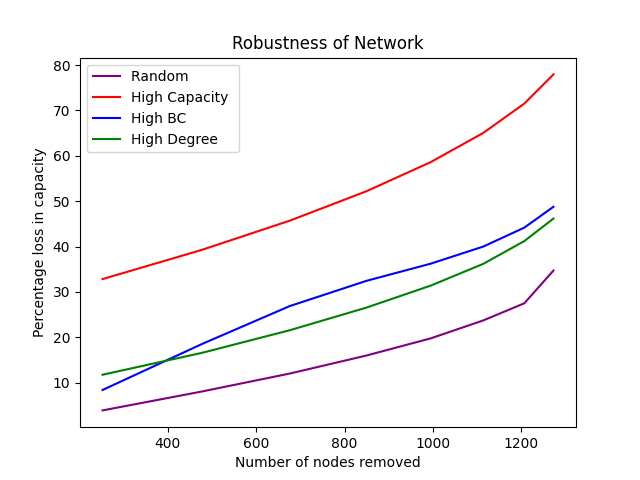 Robustness of Network
Percentage loss in capacity
80
70
60
50
40
30
20
10
Random
High Capacity
High BC
High Degree
400 600 800 1000 1200
Number of nodes removed